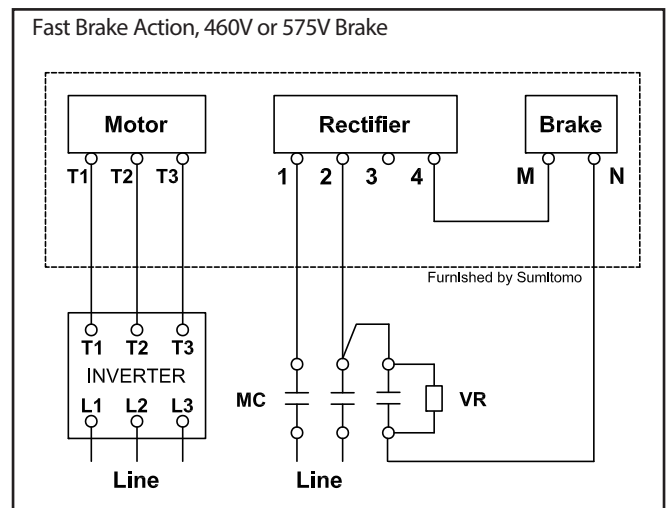 Fast Brake Action, 460V or 575V Brake
Motor
Rectifier
Brake
T1 T2 T3
1 2 3 4
M N
Furnished by Sumitomo
T1 T2 T3
INVERTER
L1 L2 L3
MC
VR
Line
Line